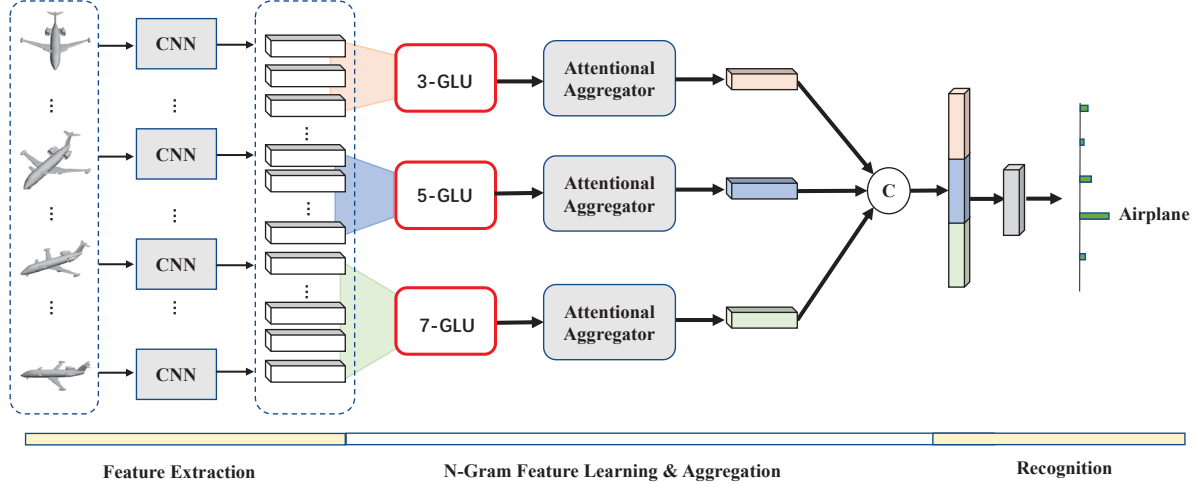 CNN
...
...
CNN
...
...
CNN
...
...
CNN
...
...
...
3-GLU
5-GLU
7-GLU
Attentional
Aggregator
Attentional
Aggregator
Attentional
Aggregator
C
Airplane
Feature Extraction
N-Gram Feature Learning & Aggregation
Recognition